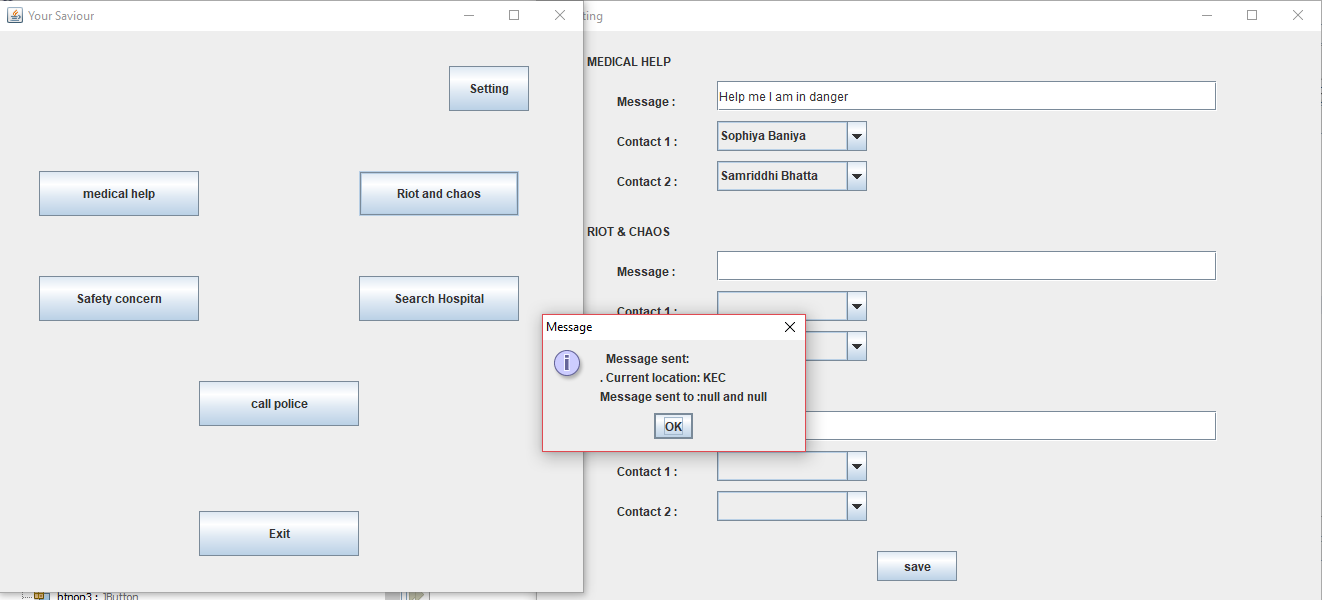 Your Saviour
Setting
medical help
Riot and chaos
Safety concern
Search Hospital
call police
Exit
btnop3 : JButton
ting
MEDICAL HELP
Message :
Help me I am in danger
Contact 1 :
Sophiya Baniya
Contact 2 :
Samriddhi Bhatta
RIOT & CHAOS
Message :
Contact 1 :
Contact 1 :
Contact 2 :
save
Message
Message sent:
. Current location: KEC
Message sent to :null and null
OK